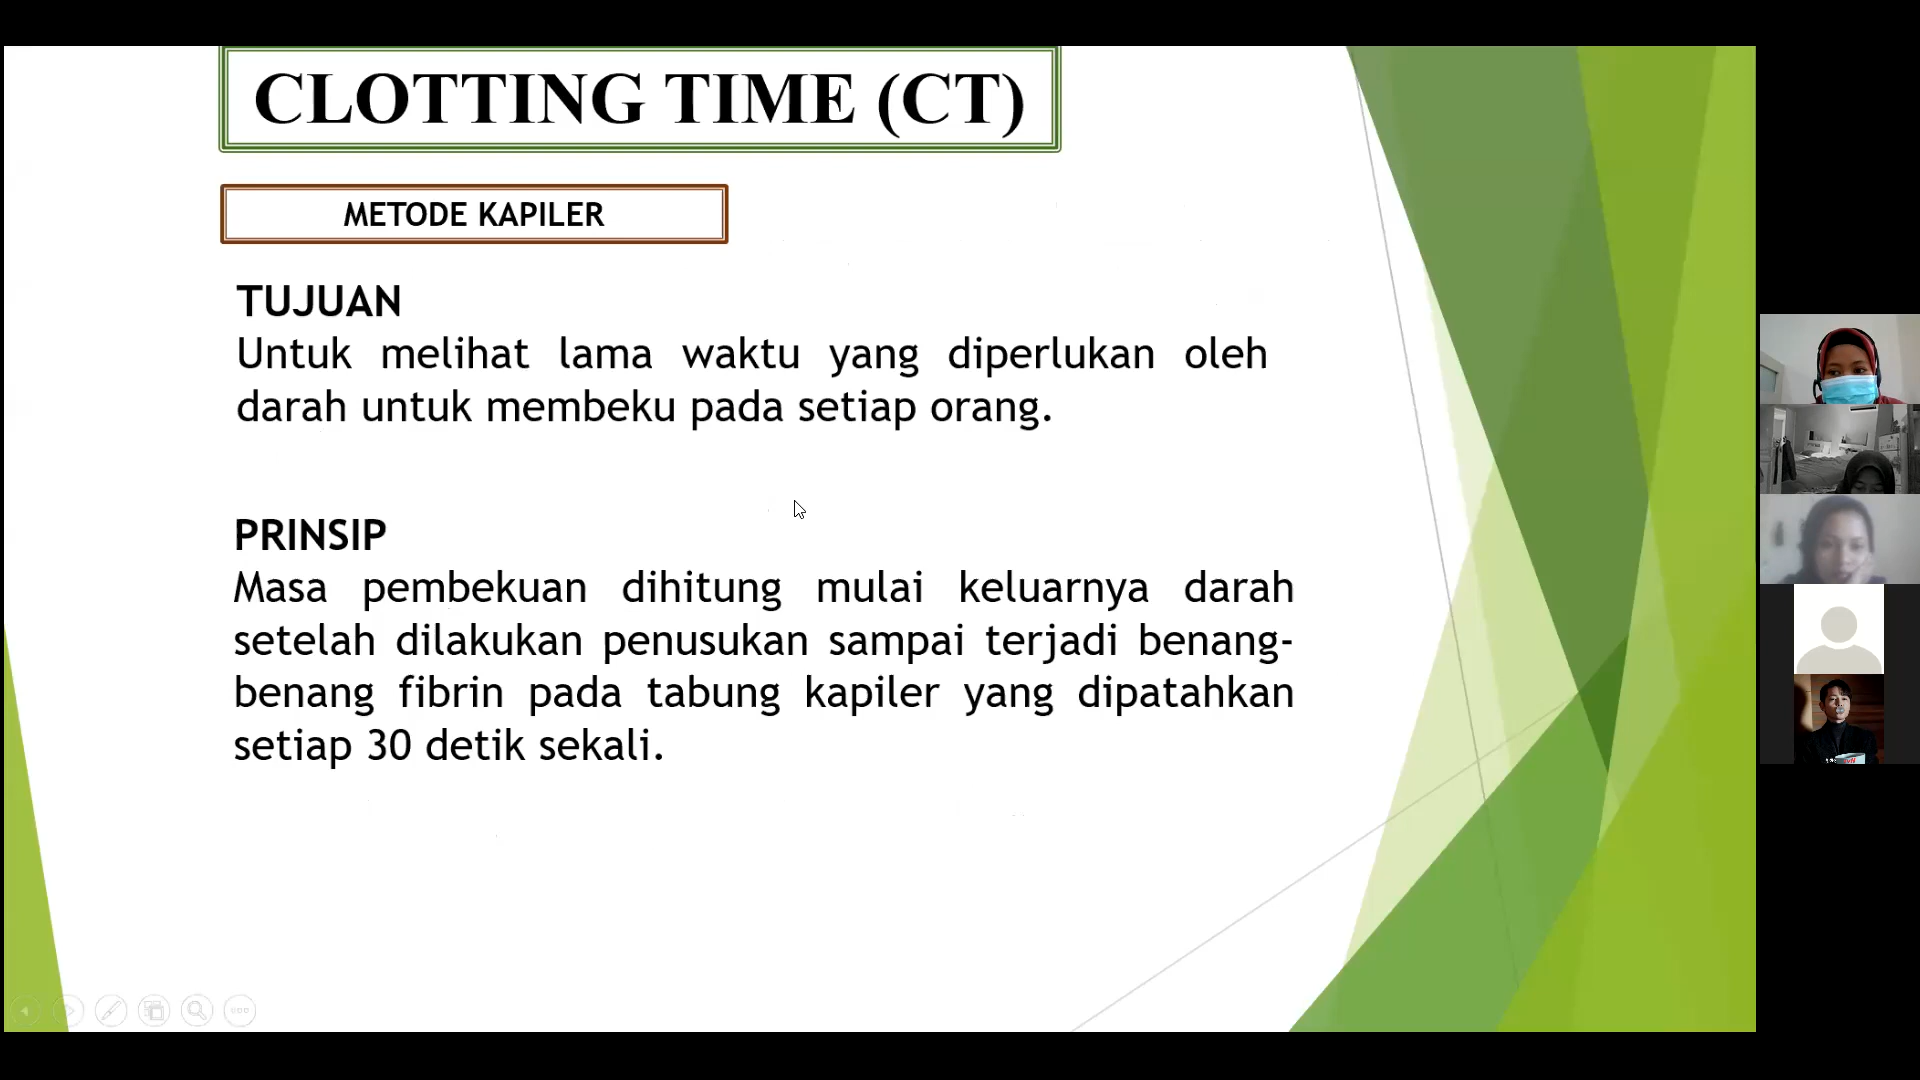 CLOTTING TIME (CT)
METODE KAPILER
TUJUAN
Untuk melihat lama waktu yang diperlukan oleh
darah untuk membeku pada setiap orang.
PRINSIP
Masa pembekuan dihitung mulai keluarnya darah
setelah dilakukan penusukan sampai terjadi benang-
benang fibrin pada tabung kapiler yang dipatahkan
setiap 30 detik sekali.